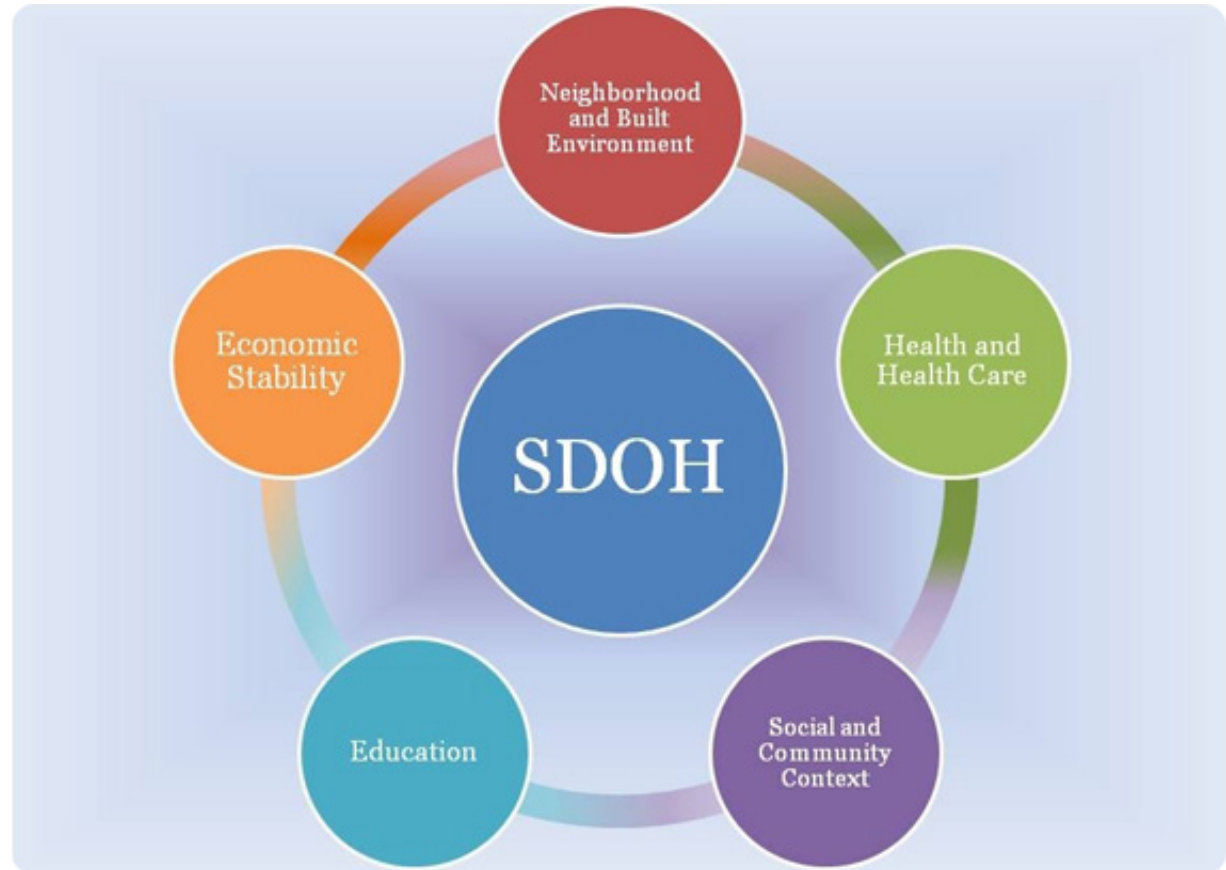 Neighborhood
and Built
Environment
Economic
Stability
Health and
Health Care
SDOH
Education
Social and
Community
Context